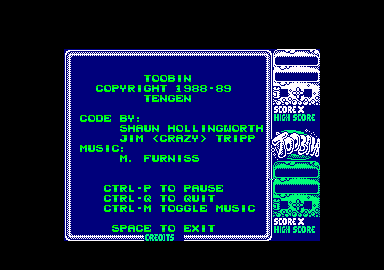 TOOBIN
COPYRIGHT 1988-89
TENGEN
CODE BY:
SHAUN HOLLINGWORTH
JIM <CRAZY> TRIPP
MUSIC:
M. FURNISS
CTRL-P TO PAUSE
CTRL-Q TO QUIT
CTRL-M TOGGLE MUSIC
SPACE TO EXIT
CREDITS
SCORE X
HIGH SCORE
TOOBIN
SCORE X
HIGH SCORE